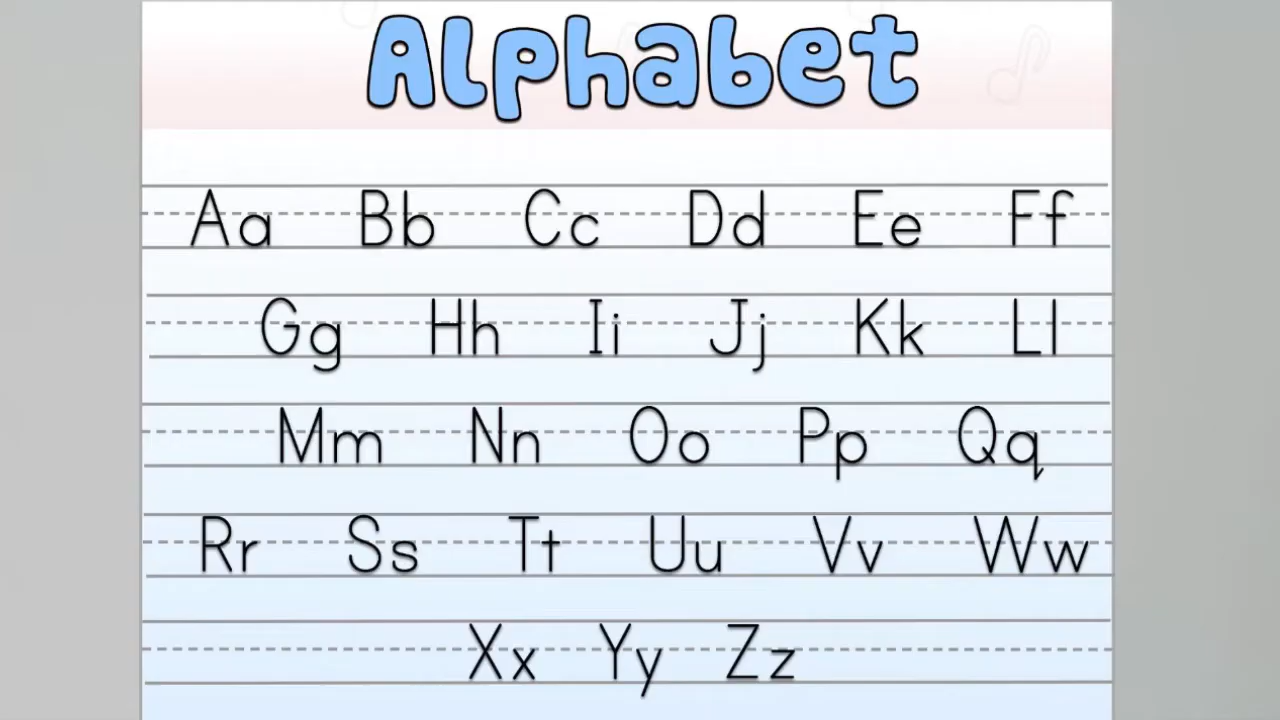 Alphabet
Aa Bb Cc Dd Ee Ff
Gg Hh Ii Jj Kk Ll
Mm Nn Oo Pp Qq
Rr Ss Tt Uu Vv Ww
Xx Yy Zz